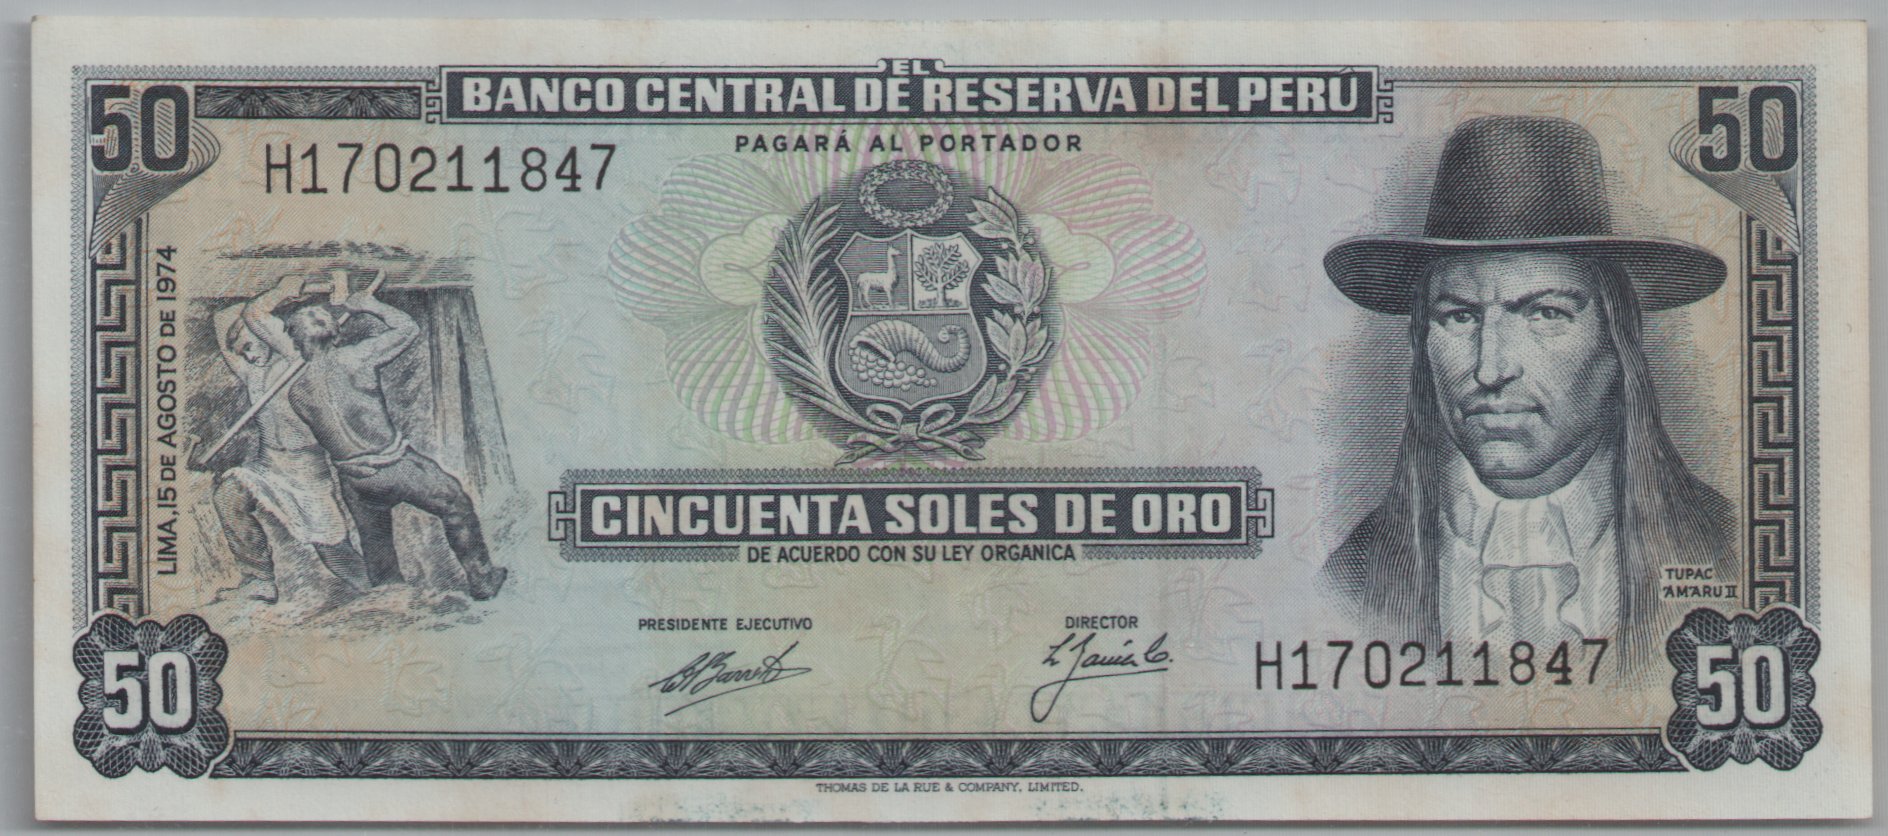 EL
BANCO CENTRAL DE RESERVA DEL PERÚ
50
50
PAGARÁ AL PORTADOR
H170211847
LIMA, 15 DE AGOSTO DE 1974
CINCUENTA SOLES DE ORO
DE ACUERDO CON SU LEY ORGANICA
TUPAC
AMARU II
PRESIDENTE EJECUTIVO
DIRECTOR
H170211847
50
50
THOMAS DE LA RUE & COMPANY, LIMITED.